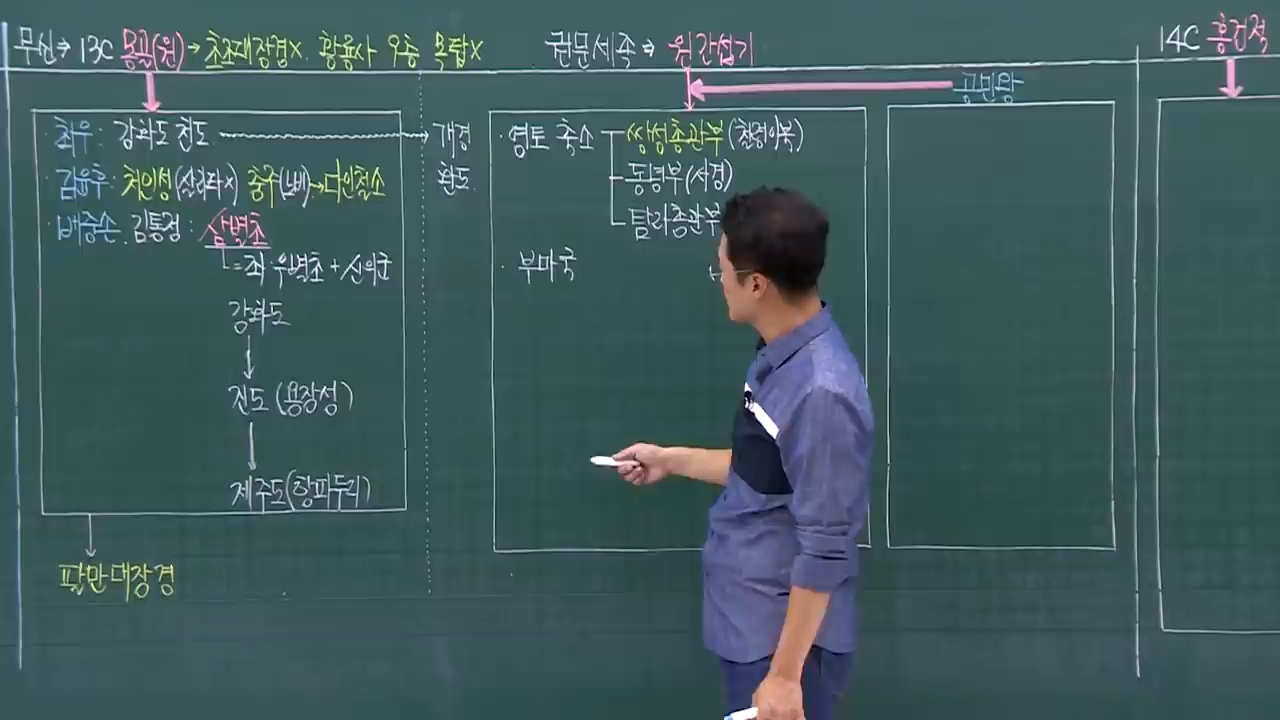 무신⇒ 13C 몽골(원)→ 초조대장경× 황룡사 9층 목탑×
최우: 강화도 천도
김윤후: 처인성(살리타×) 충주(노비)→다인철소
배중손. 김통정: 삼별초
= 좌·우별초 + 신의군
강화도
진도 (용장성)
제주도(항파두리)
팔만대장경
개경
환도
권문세족 ⇒ 원간섭기
공민왕
· 영토 축소 쌍성총관부(철령이북)
동녕부(서경)
탐라총관부
· 부마국
14C 홍건적